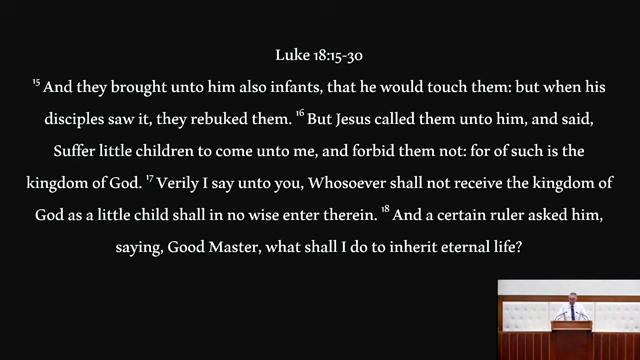 Luke 18:15-30
15 And they brought unto him also infants, that he would touch them: but when his
disciples saw it, they rebuked them. 16 But Jesus called them unto him, and said,
Suffer little children to come unto me, and forbid them not: for of such is the
kingdom of God. 17 Verily I say unto you, Whosoever shall not receive the kingdom of
God as a little child shall in no wise enter therein. 18 And a certain ruler asked him,
saying, Good Master, what shall I do to inherit eternal life?